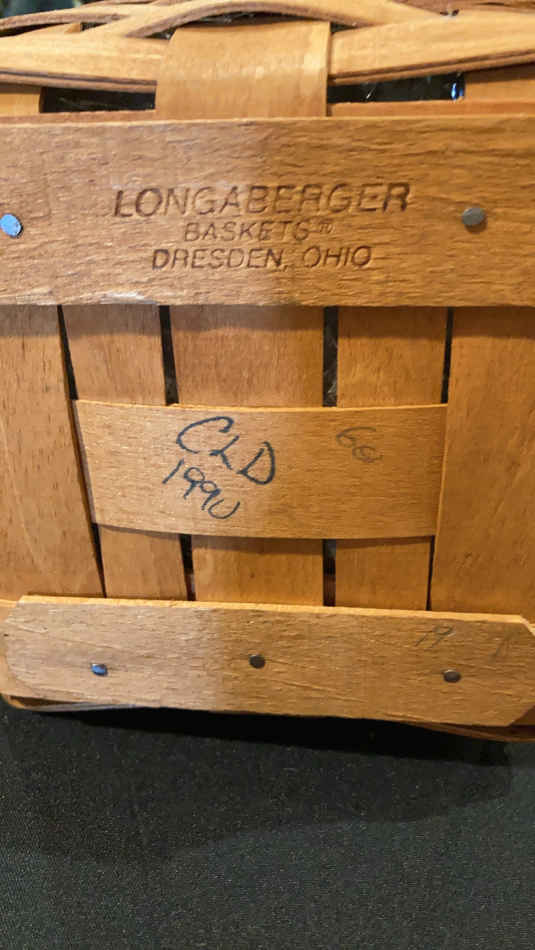 LONGABERGER
BASKETS®
DRESDEN, OHIO
CLD
1990